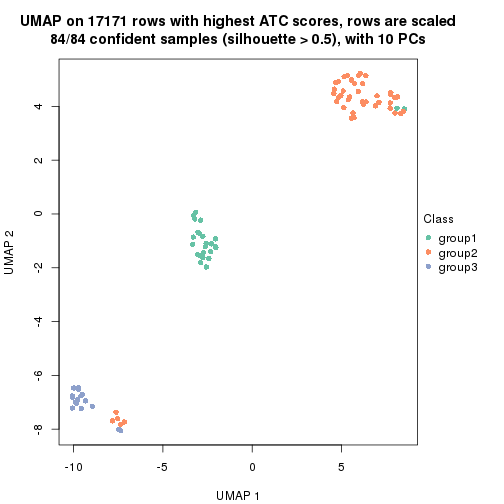 UMAP on 17171 rows with highest ATC scores, rows are scaled
84/84 confident samples (silhouette > 0.5), with 10 PCs
4
2
0
-2
-4
-6
-8
UMAP 2
-10
-5
0
5
UMAP 1
Class
group1
group2
group3